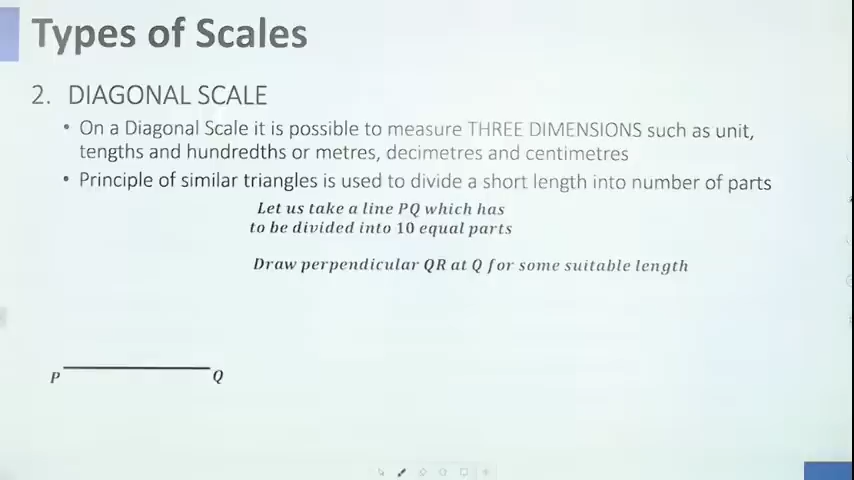 Types of Scales
2. DIAGONAL SCALE
• On a Diagonal Scale it is possible to measure THREE DIMENSIONS such as unit,
tengths and hundredths or metres, decimetres and centimetres
• Principle of similar triangles is used to divide a short length into number of parts
Let us take a line PQ which has
to be divided into 10 equal parts
Draw perpendicular QR at Q for some suitable length
P Q